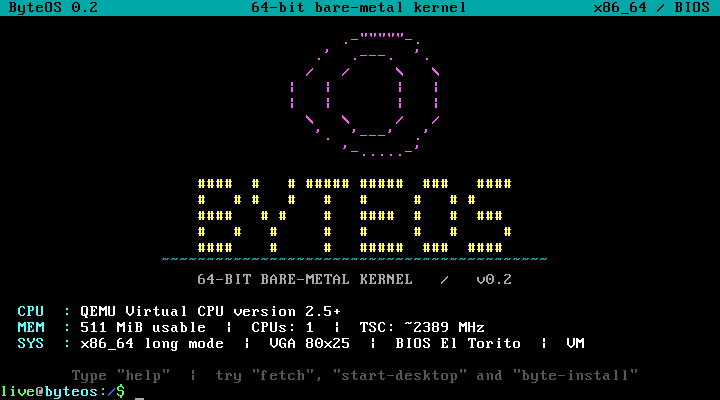 ByteOS 0.2 64-bit bare-metal kernel x86_64 / BIOS
BYTEOS
64-BIT BARE-METAL KERNEL / v0.2
CPU : QEMU Virtual CPU version 2.5+
MEM : 511 MiB usable ¦ CPUs: 1 ¦ TSC: ~2389 MHz
SYS : x86_64 long mode ¦ VGA 80x25 ¦ BIOS El Torito ¦ VM
Type "help" ¦ try "fetch", "start-desktop" and "byte-install"
live@byteos:/$ _